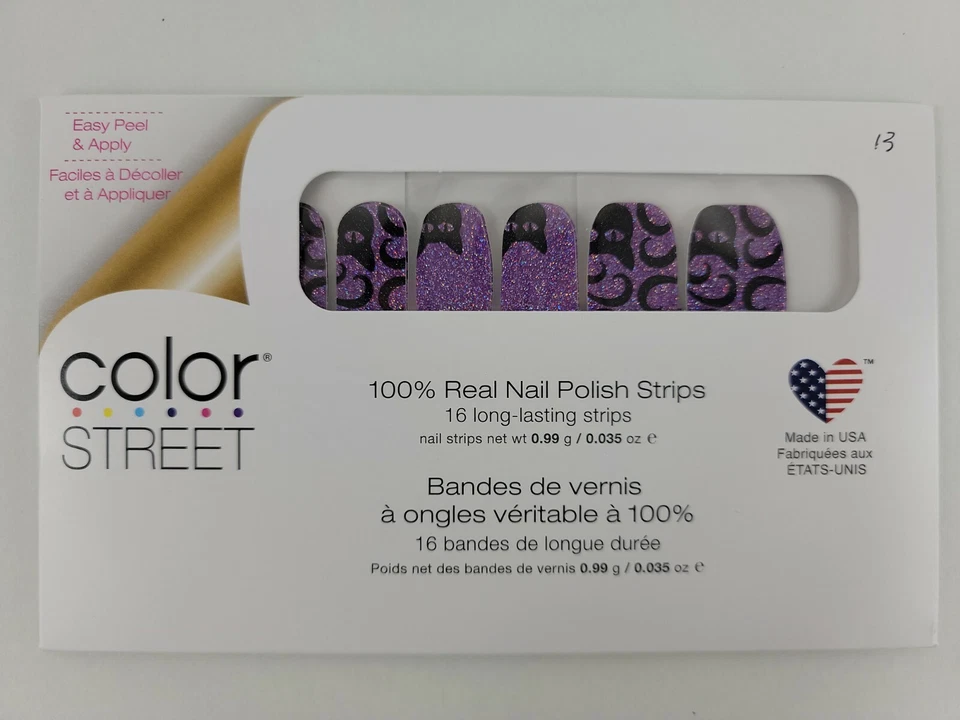 Easy Peel
& Apply
Faciles à Décoller
et à Appliquer
13
color®
STREET
100% Real Nail Polish Strips
16 long-lasting strips
nail strips net wt 0.99 g / 0.035 oz ℮
Bandes de vernis
à ongles véritable à 100%
16 bandes de longue durée
Poids net des bandes de vernis 0.99 g / 0.035 oz ℮
™
Made in USA
Fabriquées aux
ÉTATS-UNIS